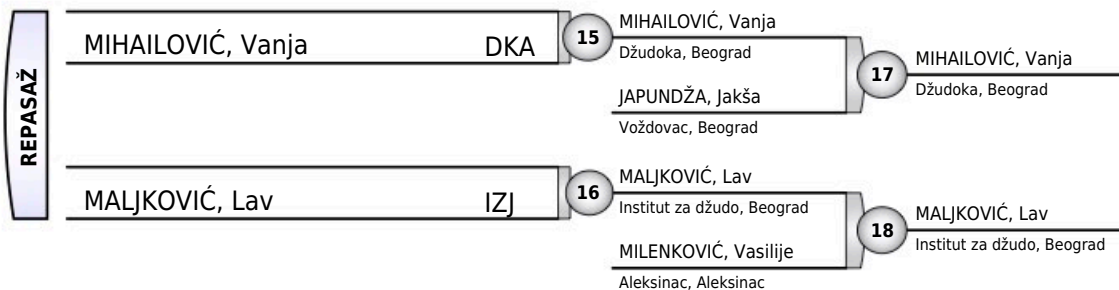 REPASAŽ
MIHAILOVIĆ, Vanja DKA
15
MIHAILOVIĆ, Vanja
Džudoka, Beograd
JAPUNDŽA, Jakša
Voždovac, Beograd
17
MIHAILOVIĆ, Vanja
Džudoka, Beograd
MALJKOVIĆ, Lav IZJ
16
MALJKOVIĆ, Lav
Institut za džudo, Beograd
MILENKOVIĆ, Vasilije
Aleksinac, Aleksinac
18
MALJKOVIĆ, Lav
Institut za džudo, Beograd